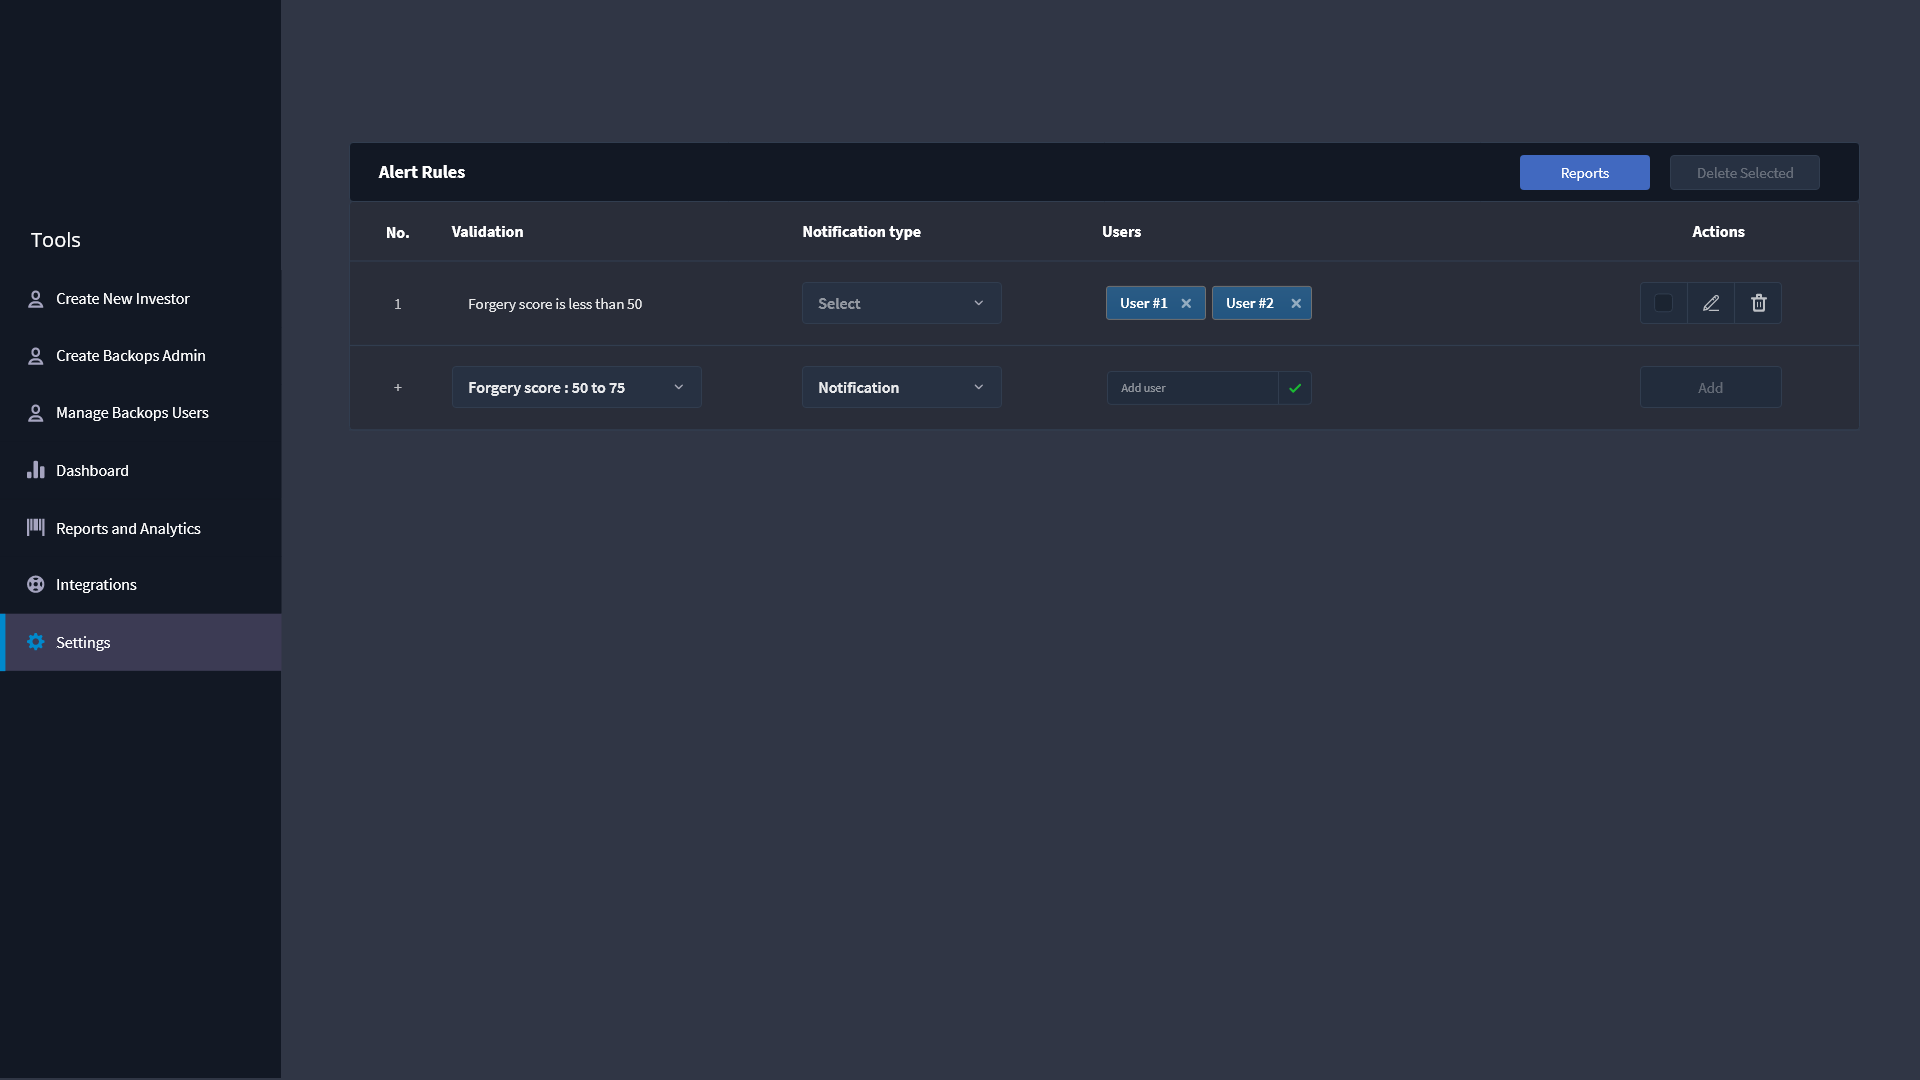 Tools
Create New Investor
Create Backops Admin
Manage Backops Users
Dashboard
Reports and Analytics
Integrations
Settings
Alert Rules
Reports
Delete Selected
No.
Validation
Notification type
Users
Actions
1
Forgery score is less than 50
Select
User #1
User #2
+
Forgery score : 50 to 75
Notification
Add user
Add